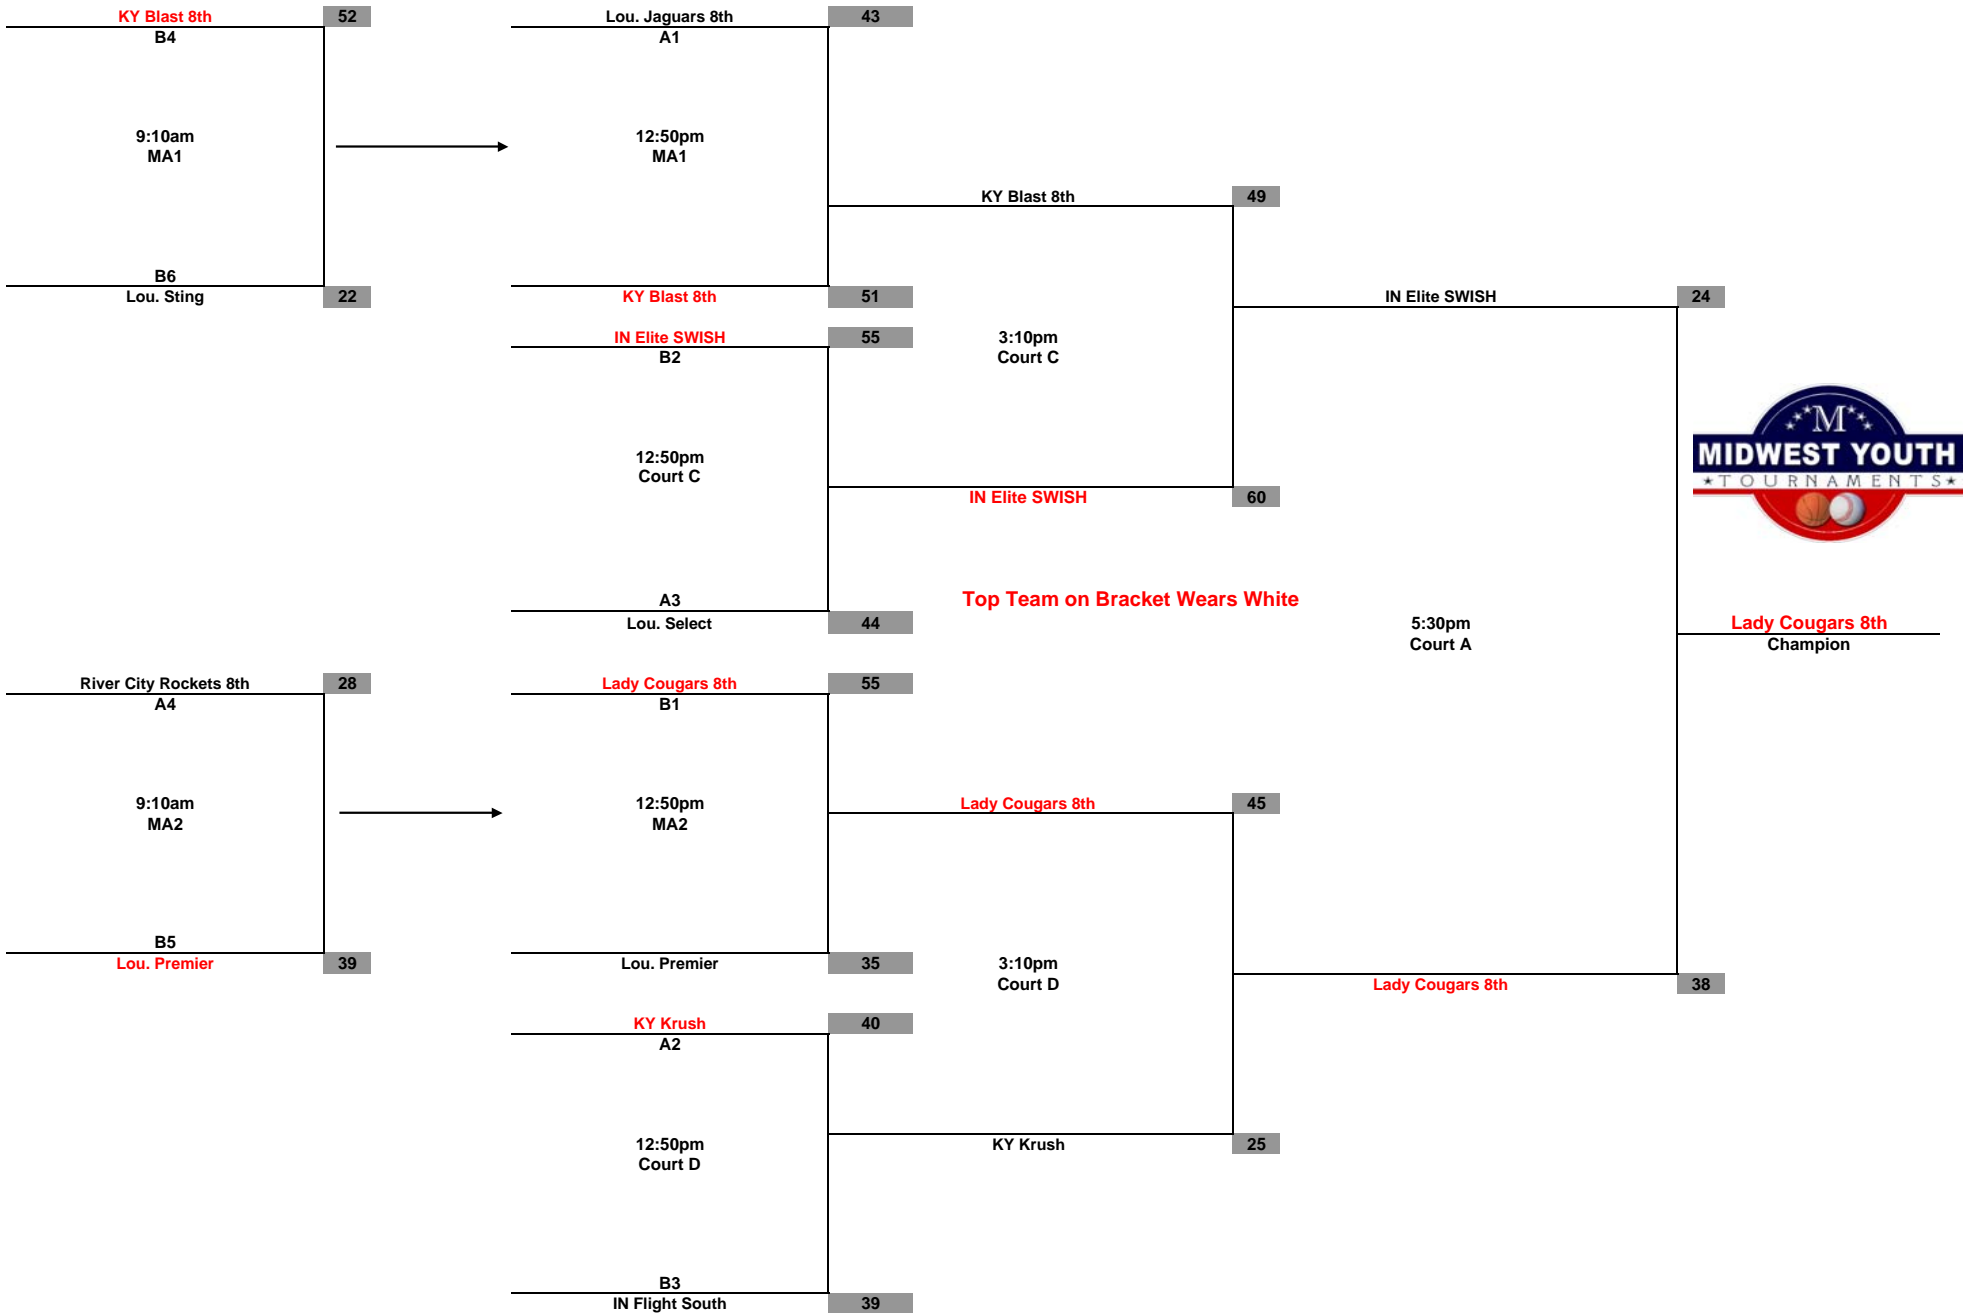 KY Blast 8th 52
B4
9:10am
MA1
B6
Lou. Sting 22
Lou. Jaguars 8th 43
A1
12:50pm
MA1
KY Blast 8th 51
IN Elite SWISH 55
B2
12:50pm
Court C
A3
Lou. Select 44
KY Blast 8th 49
3:10pm
Court C
IN Elite SWISH 60
Top Team on Bracket Wears White
River City Rockets 8th 28
A4
9:10am
MA2
B5
Lou. Premier 39
Lady Cougars 8th 55
B1
12:50pm
MA2
Lou. Premier 35
KY Krush 40
A2
12:50pm
Court D
B3
IN Flight South 39
Lady Cougars 8th 45
3:10pm
Court D
KY Krush 25
IN Elite SWISH 24
5:30pm
Court A
Lady Cougars 8th 38
M
MIDWEST YOUTH
TOURNAMENTS
Lady Cougars 8th
Champion